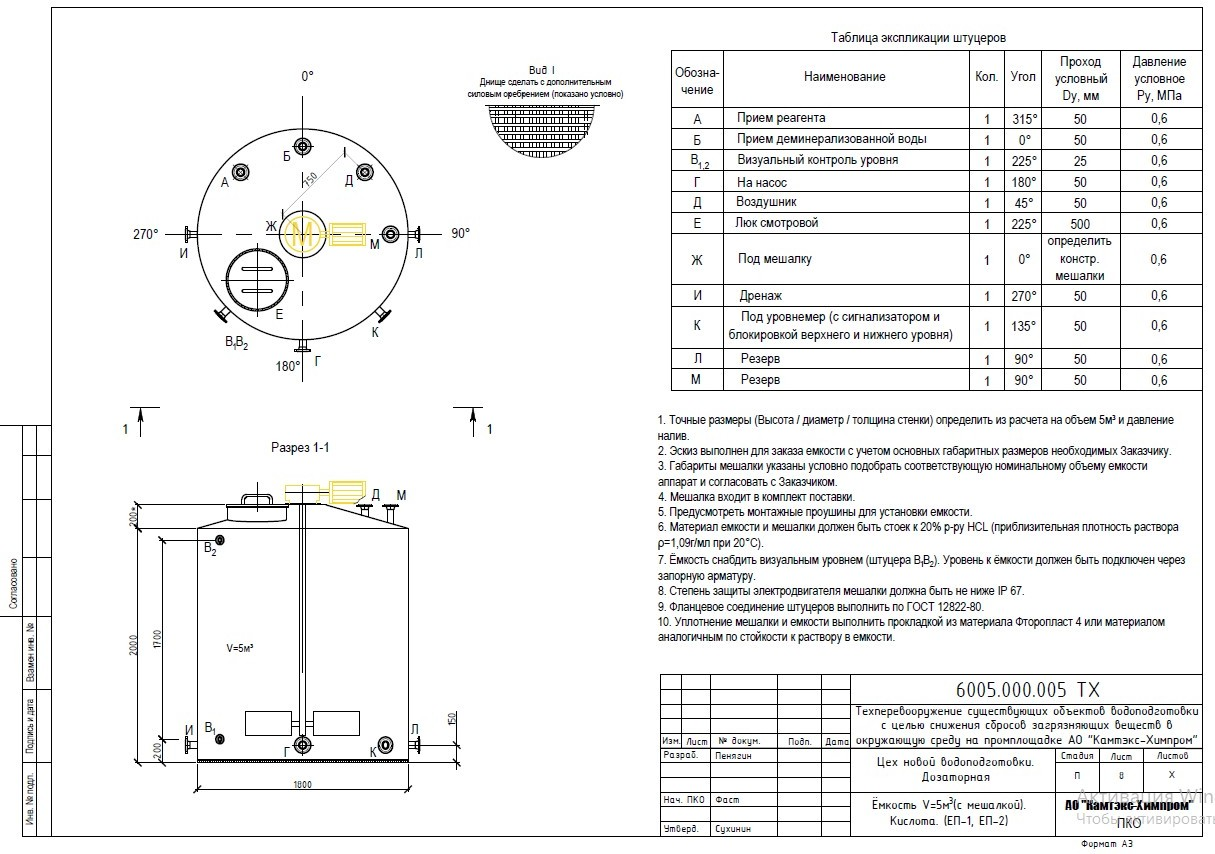 Таблица экспликации штуцеров
Обозна-
чение
Наименование
Кол.
Угол
Проход
условный
Dу, мм
Давление
условное
Ру, МПа
А Прием реагента 1 315° 50 0,6
Б Прием деминерализованной воды 1 0° 50 0,6
В1,2 Визуальный контроль уровня 1 225° 25 0,6
Г На насос 1 180° 50 0,6
Д Воздушник 1 45° 50 0,6
Е Люк смотровой 1 225° 500 0,6
Ж Под мешалку 1 0° определить
констр.
мешалки 0,6
И Дренаж 1 270° 50 0,6
К Под уровнемер (с сигнализатором и
блокировкой верхнего и нижнего уровня) 1 135° 50 0,6
Л Резерв 1 90° 50 0,6
М Резерв 1 90° 50 0,6
0°
Вид I
Днище сделать с дополнительным
силовым оребрением (показано условно)
Б
I
А
Д
750
I
Ж
М
270°
М
90°
И
Л
Е
В1В2
К
Г
180°
1
1
Разрез 1-1
Д
М
200*
В2
2000
1700
V=5м³
И
В1
Л
150
Г
К
200
1800
1. Точные размеры (Высота / диаметр / толщина стенки) определить из расчета на объем 5м³ и давление
налив.
2. Эскиз выполнен для заказа емкости с учетом основных габаритных размеров необходимых Заказчику.
3. Габариты мешалки указаны условно подобрать соответствующую номинальному объему емкости
аппарат и согласовать с Заказчиком.
4. Мешалка входит в комплект поставки.
5. Предусмотреть монтажные проушины для установки емкости.
6. Материал емкости и мешалки должен быть стоек к 20% р-ру HCL (приблизительная плотность раствора
ρ=1,09г/мл при 20°С).
7. Ёмкость снабдить визуальным уровнем (штуцера В1В2). Уровень к ёмкости должен быть подключен через
запорную арматуру.
8. Степень защиты электродвигателя мешалки должна быть не ниже IP 67.
9. Фланцевое соединение штуцеров выполнить по ГОСТ 12822-80.
10. Уплотнение мешалки и емкости выполнить прокладкой из материала Фторопласт 4 или материалом
аналогичным по стойкости к раствору в емкости.
Согласовано
Взамен инв. №
Подпись и дата
Инв. № подл.
6005.000.005 ТХ
Техперевооружение существующих объектов водоподготовки
с целью снижения сбросов загрязняющих веществ в
окружающую среду на промплощадке АО "Камтэкс-Химпром"
Изм. Лист № докум. Подп. Дата
Разраб. Пенягин
Нач. ПКО Фаст
Утверд. Сухинин
Цех новой водоподготовки.
Дозаторная
Стадия Лист Листов
П 8 Х
Ёмкость V=5м³(с мешалкой).
Кислота. (ЕП-1, ЕП-2)
АО "Камтэкс-Химпром"
ПКО
Активация Win
Чтобы активировать
Формат А3